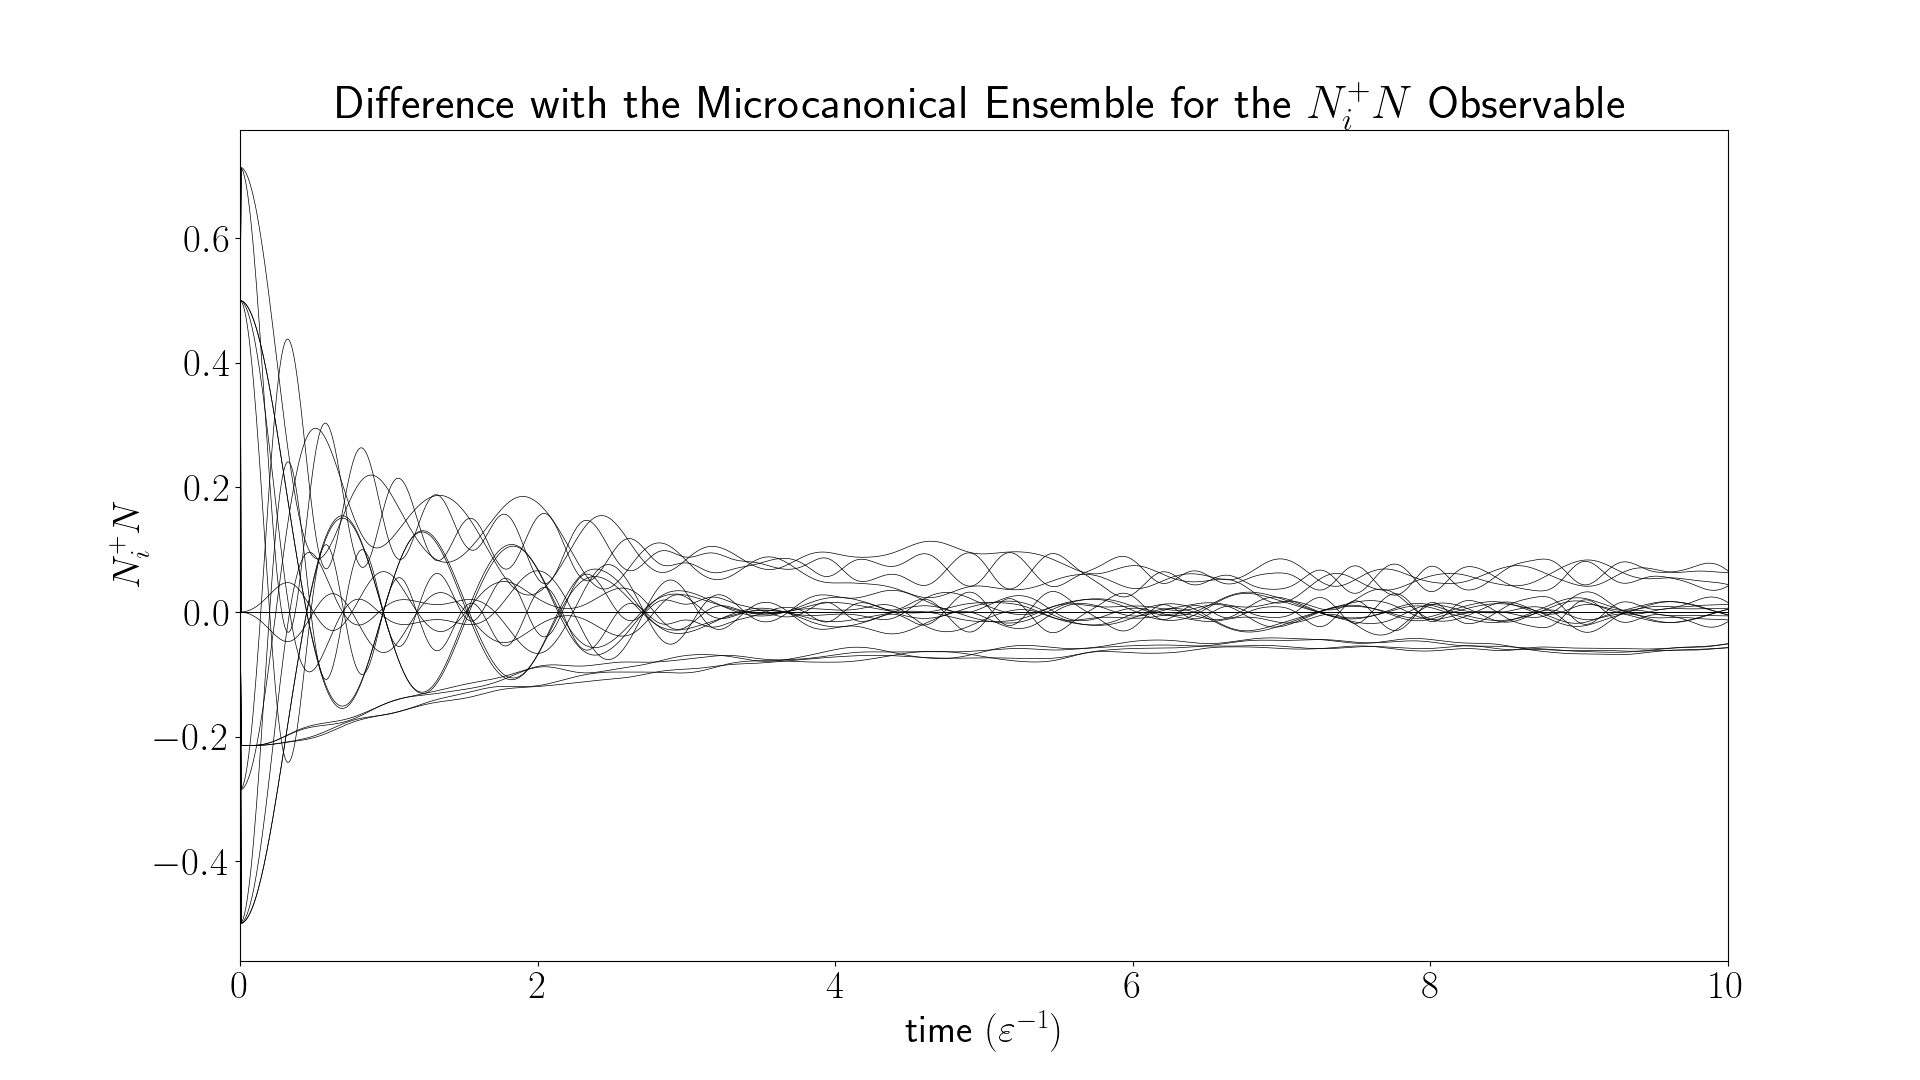 Difference with the Microcanonical Ensemble for the $N_i^+N$ Observable
$N_i^+N$
0.6
0.4
0.2
0.0
−0.2
−0.4
0 2 4 6 8 10
time $(\varepsilon^{-1})$